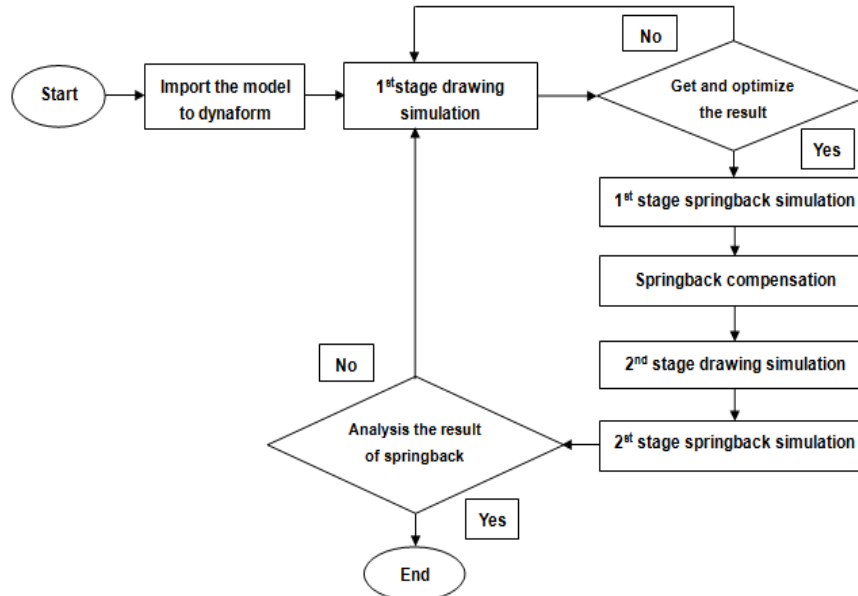 No
Start
Import the model
to dynaform
1st stage drawing
simulation
Get and optimize
the result
Yes
1st stage springback simulation
Springback compensation
2nd stage drawing simulation
No
Analysis the result
of springback
2st stage springback simulation
Yes
End